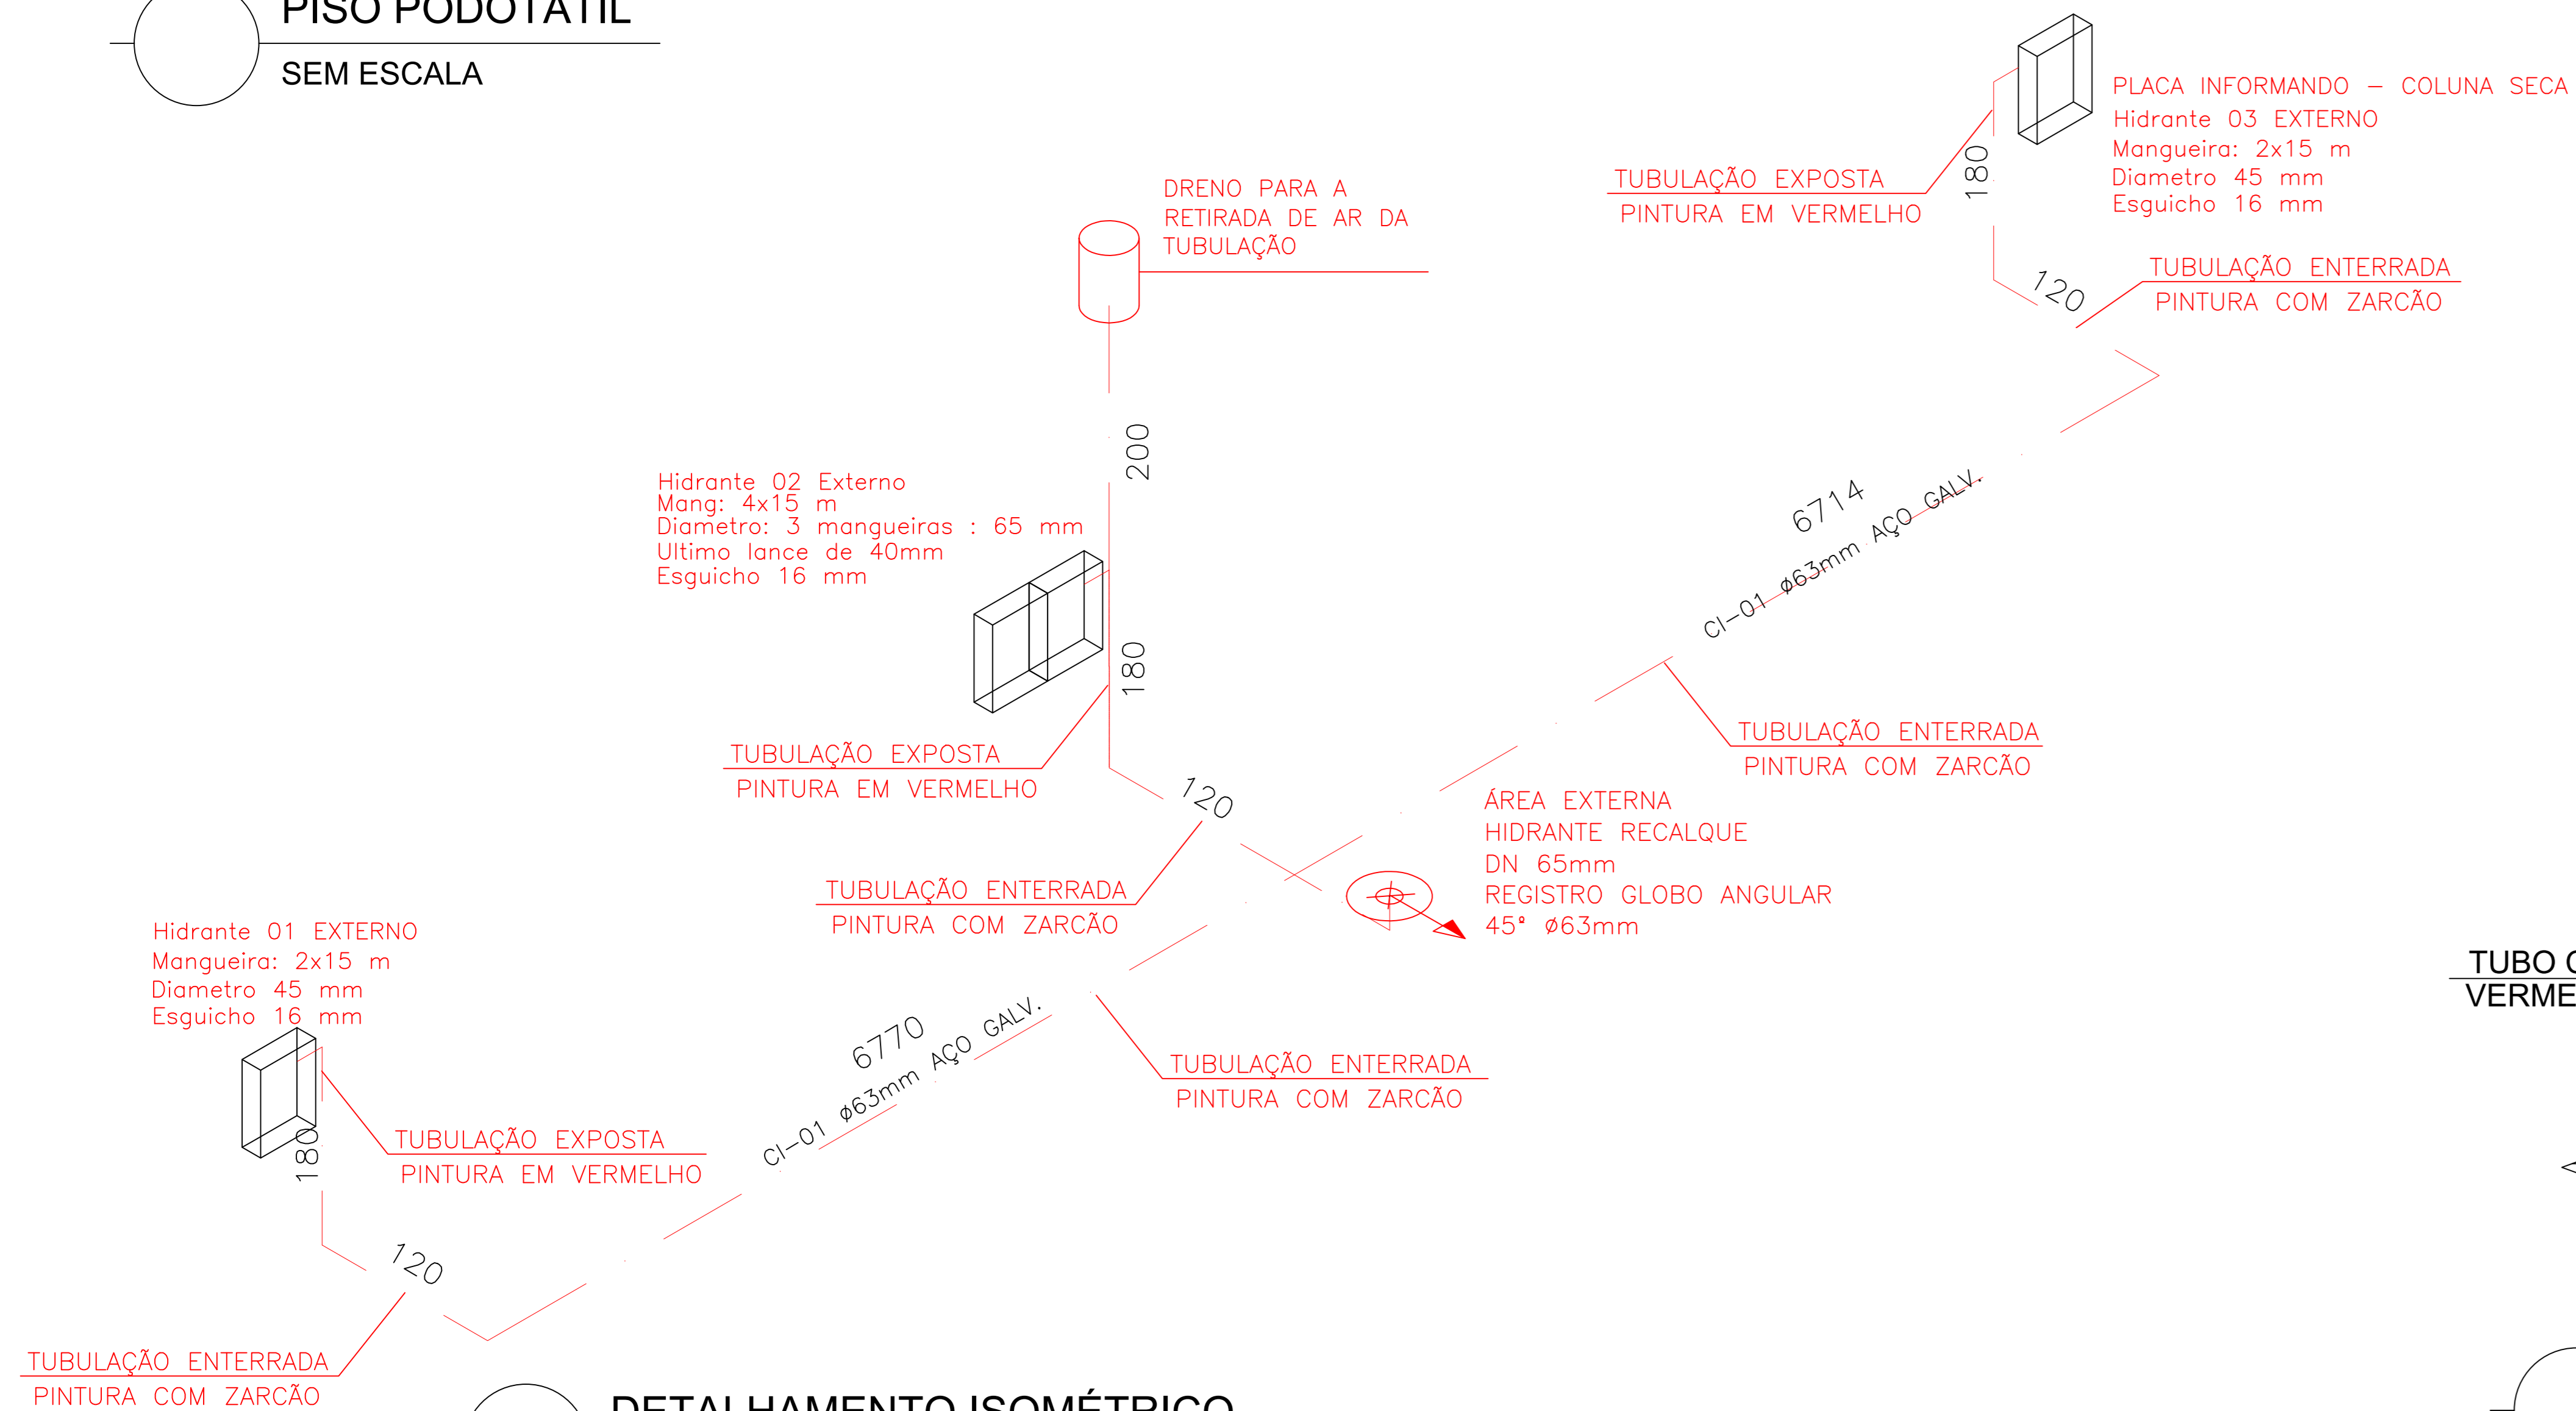 PISO PODOTÁTIL
SEM ESCALA
PLACA INFORMANDO – COLUNA SECA
Hidrante 03 EXTERNO
Mangueira: 2x15 m
Diametro 45 mm
Esguicho 16 mm
TUBULAÇÃO EXPOSTA
PINTURA EM VERMELHO
180
120
TUBULAÇÃO ENTERRADA
PINTURA COM ZARCÃO
DRENO PARA A
RETIRADA DE AR DA
TUBULAÇÃO
200
Hidrante 02 Externo
Mang: 4x15 m
Diametro: 3 mangueiras : 65 mm
Ultimo lance de 40mm
Esguicho 16 mm
180
TUBULAÇÃO EXPOSTA
PINTURA EM VERMELHO
6714
CI-01 ø63mm AÇO GALV.
TUBULAÇÃO ENTERRADA
PINTURA COM ZARCÃO
120
TUBULAÇÃO ENTERRADA
PINTURA COM ZARCÃO
ÁREA EXTERNA
HIDRANTE RECALQUE
DN 65mm
REGISTRO GLOBO ANGULAR
45° ø63mm
Hidrante 01 EXTERNO
Mangueira: 2x15 m
Diametro 45 mm
Esguicho 16 mm
180
TUBULAÇÃO EXPOSTA
PINTURA EM VERMELHO
6770
CI-01 ø63mm AÇO GALV.
TUBULAÇÃO ENTERRADA
PINTURA COM ZARCÃO
120
TUBULAÇÃO ENTERRADA
PINTURA COM ZARCÃO
TUBO
VERME
DETALHAMENTO ISOMÉTRICO